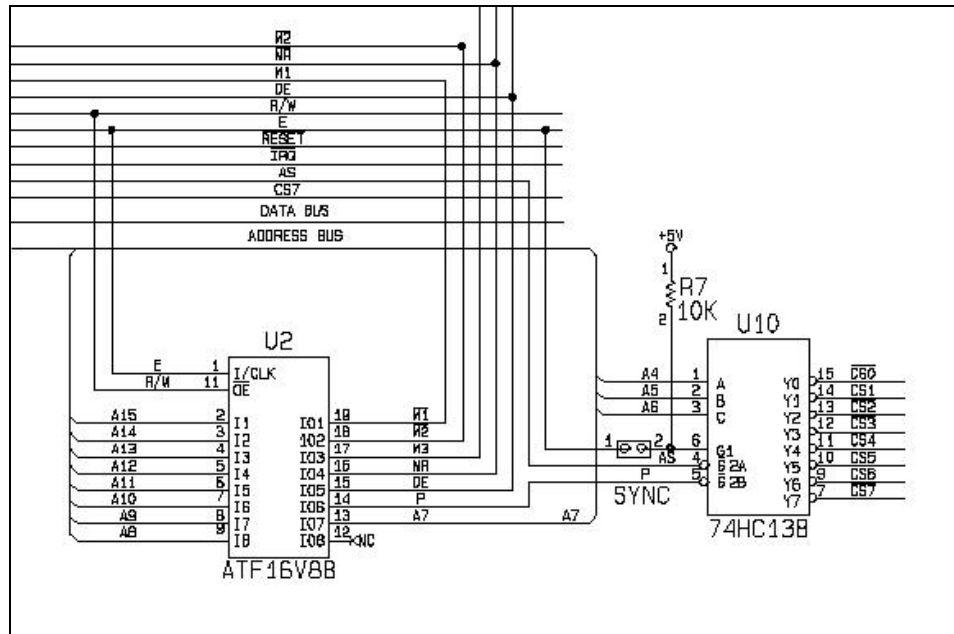 M2
NA
M1
OE
R/W
E
RESET
IRQ
AS
CS7
DATA BUS
ADDRESS BUS
+5V
1
R7
10K
2
U2
E 1 I/CLK
R/W 11 OE
A15 2 I1 IO1 19 M1
A14 3 I2 IO2 18 M2
A13 4 I3 IO3 17 M3
A12 5 I4 IO4 16 NA
A11 6 I5 IO5 15 OE
A10 7 I6 IO6 14 P
A9 8 I7 IO7 13 A7 A7
A8 9 I8 IO8 12 NC
ATF16V8B
U10
A4 1 A Y0 15 CS0
A5 2 B Y1 14 CS1
A6 3 C Y2 13 CS2
Y3 12 CS3
1 2 6 G1 Y4 11 CS4
AS 4 G2A Y5 10 CS5
P 5 G2B Y6 9 CS6
Y7 7 CS7
SYNC
74HC138